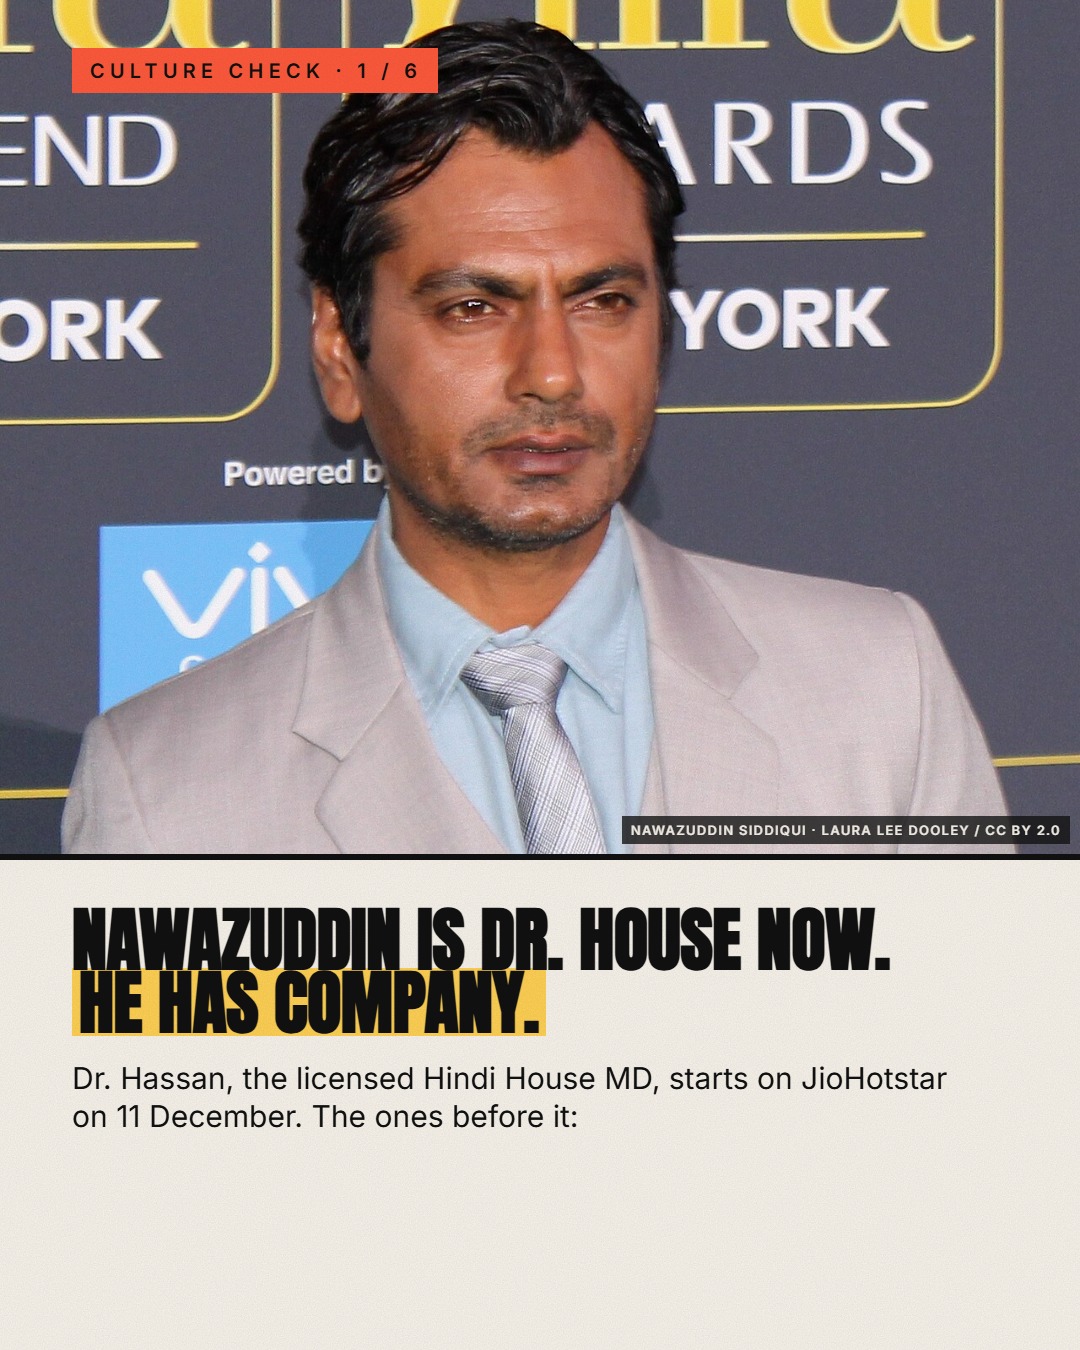 CULTURE CHECK · 1 / 6
END
ARDS
ORK
YORK
Powered by
NAWAZUDDIN SIDDIQUI · LAURA LEE DOOLEY / CC BY 2.0
NAWAZUDDIN IS DR. HOUSE NOW.
HE HAS COMPANY.
Dr. Hassan, the licensed Hindi House MD, starts on JioHotstar
on 11 December. The ones before it: